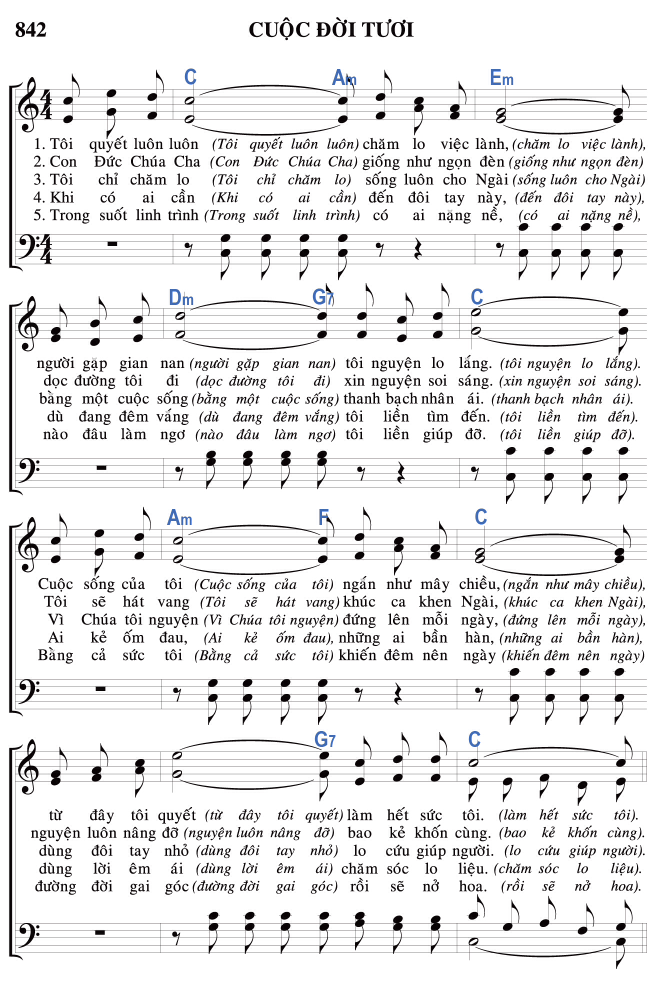 842 CUỘC ĐỜI TƯƠI
C Am Em
1. Tôi quyết luôn luôn (Tôi quyết luôn luôn) chăm lo việc lành, (chăm lo việc lành),
2. Con Đức Chúa Cha (Con Đức Chúa Cha) giống như ngọn đèn (giống như ngọn đèn)
3. Tôi chỉ chăm lo (Tôi chỉ chăm lo) sống luôn cho Ngài (sống luôn cho Ngài)
4. Khi có ai cần (Khi có ai cần) đến đôi tay này, (đến đôi tay này),
5. Trong suốt linh trình (Trong suốt linh trình) có ai nặng nề, (có ai nặng nề),
Dm G7 C
người gặp gian nan (người gặp gian nan) tôi nguyện lo lắng. (tôi nguyện lo lắng).
dọc đường tôi đi (dọc đường tôi đi) xin nguyện soi sáng. (xin nguyện soi sáng).
bằng một cuộc sống (bằng một cuộc sống) thanh bạch nhân ái. (thanh bạch nhân ái).
dù đang đêm vắng (dù đang đêm vắng) tôi liền tìm đến. (tôi liền tìm đến).
nào đâu làm ngơ (nào đâu làm ngơ) tôi liền giúp đỡ. (tôi liền giúp đỡ).
Am F C
Cuộc sống của tôi (Cuộc sống của tôi) ngắn như mây chiều, (ngắn như mây chiều),
Tôi sẽ hát vang (Tôi sẽ hát vang) khúc ca khen Ngài, (khúc ca khen Ngài),
Vì Chúa tôi nguyện (Vì Chúa tôi nguyện) đứng lên mỗi ngày, (đứng lên mỗi ngày),
Ai kẻ ốm đau, (Ai kẻ ốm đau), những ai bần hàn, (những ai bần hàn),
Bằng cả sức tôi (Bằng cả sức tôi) khiến đêm nên ngày (khiến đêm nên ngày)
G7 C
từ đây tôi quyết (từ đây tôi quyết) làm hết sức tôi. (làm hết sức tôi).
nguyện luôn nâng đỡ (nguyện luôn nâng đỡ) bao kẻ khốn cùng. (bao kẻ khốn cùng).
dùng đôi tay nhỏ (dùng đôi tay nhỏ) lo cứu giúp người. (lo cứu giúp người).
dùng lời êm ái (dùng lời êm ái) chăm sóc lo liệu. (chăm sóc lo liệu).
đường đời gai góc (đường đời gai góc) rồi sẽ nở hoa. (rồi sẽ nở hoa).